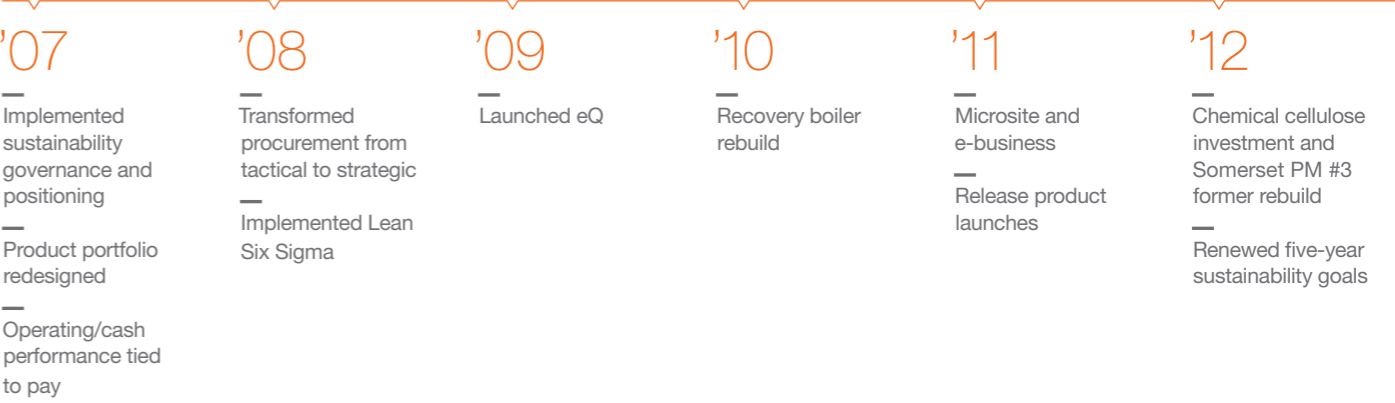 ’07
Implemented
sustainability
governance and
positioning
Product portfolio
redesigned
Operating/cash
performance tied
to pay
’08
Transformed
procurement from
tactical to strategic
Implemented Lean
Six Sigma
’09
Launched eQ
’10
Recovery boiler
rebuild
’11
Microsite and
e-business
Release product
launches
’12
Chemical cellulose
investment and
Somerset PM #3
former rebuild
Renewed five-year
sustainability goals